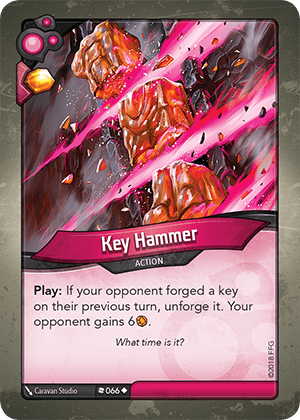 Key Hammer
ACTION
Play: If your opponent forged a key
on their previous turn, unforge it. Your
opponent gains 6.
What time is it?
©2018 FFG
Caravan Studio
066